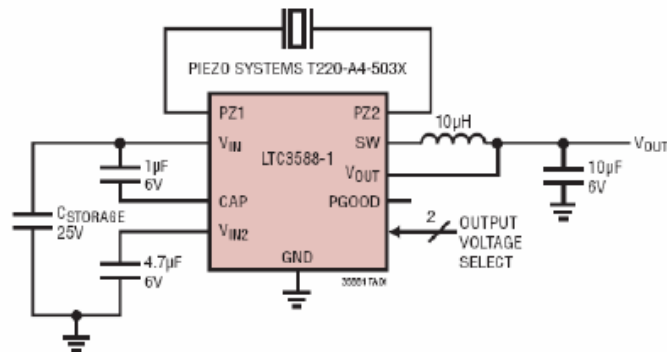 PIEZO SYSTEMS T220-A4-503X
PZ1
PZ2
VIN
SW
10µH
VOUT
LTC3588-1
1µF
6V
VOUT
10µF
6V
CAP
PGOOD
CSTORAGE
25V
VIN2
2
OUTPUT
VOLTAGE
SELECT
4.7µF
6V
GND
35881 TA01